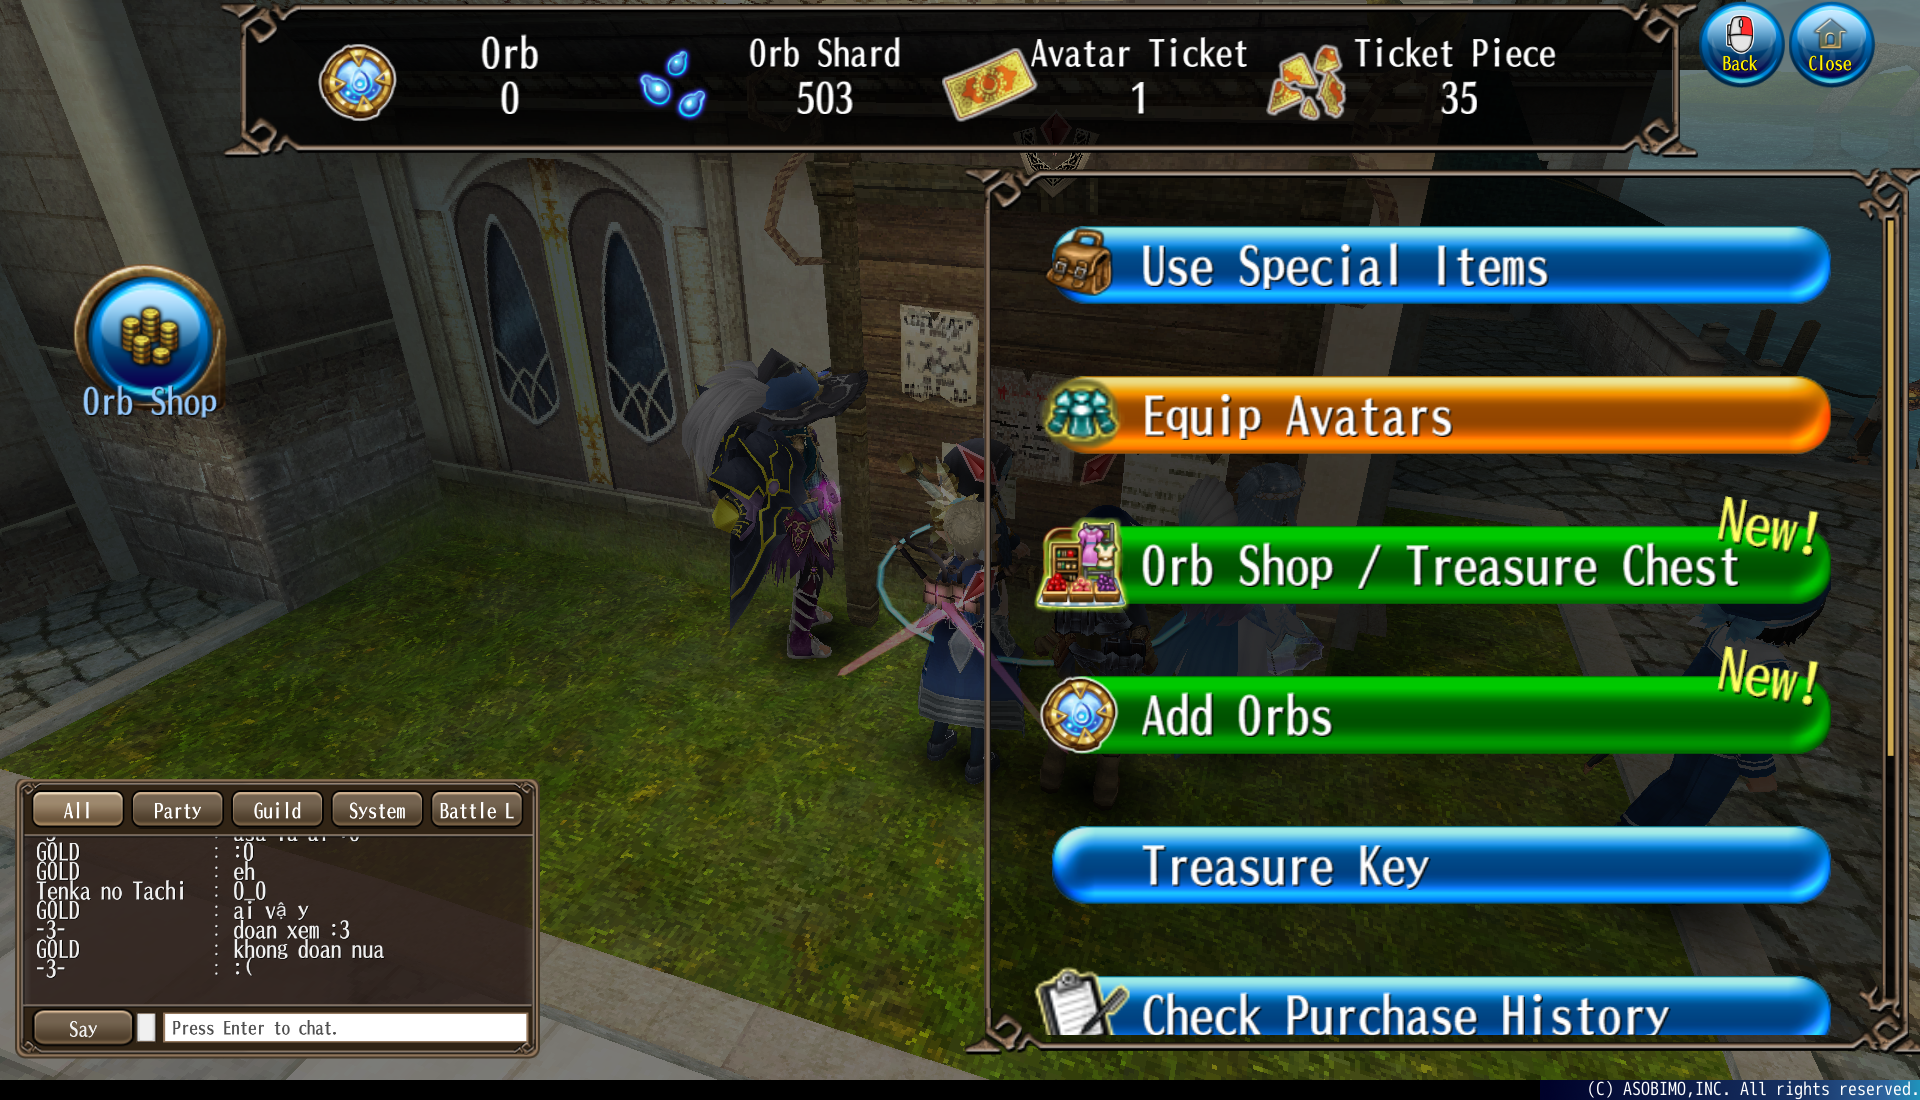 Orb
0
Orb Shard
503
Avatar Ticket
1
Ticket Piece
35
Back
Close
Orb Shop
Use Special Items
Equip Avatars
New!
Orb Shop / Treasure Chest
New!
Add Orbs
Treasure Key
Check Purchase History
All
Party
Guild
System
Battle L
GOLD : :0
GOLD : eh
Tenka no Tachi : 0_0
GOLD : ai vậ y
-3- : doan xem :3
GOLD : khong doan nua
-3- : :(
Say
Press Enter to chat.
(C) ASOBIMO,INC. All rights reserved.